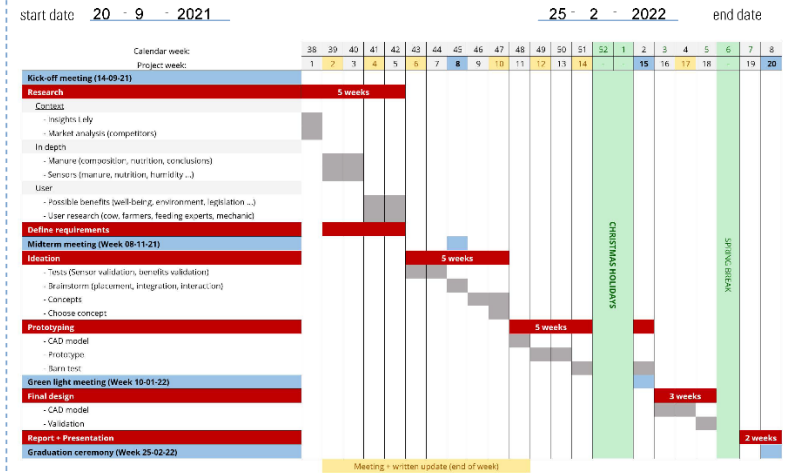 start date 20 - 9 - 2021 25 - 2 - 2022 end date
Calendar week: 38 39 40 41 42 43 44 45 46 47 48 49 50 51 52 1 2 3 4 5 6 7 8
Project week: 1 2 3 4 5 6 7 8 9 10 11 12 13 14 - - 15 16 17 18 - 19 20
Kick-off meeting (14-09-21)
Research 5 weeks
Context
- Insights Lely
- Market analysis (competitors)
In depth
- Manure (composition, nutrition, conclusions)
- Sensors (manure, nutrition, humidity ...)
User
- Possible benefits (well-being, environment, legislation ...)
- User research (cow, farmers, feeding experts, mechanic)
Define requirements
Midterm meeting (Week 08-11-21)
Ideation 5 weeks
- Tests (Sensor validation, benefits validation)
- Brainstorm (placement, integration, interaction)
- Concepts
- Choose concept
CHRISTMAS HOLIDAYS
SPRING BREAK
Prototyping 5 weeks
- CAD model
- Prototype
- Barn test
Green light meeting (Week 10-01-22)
Final design 3 weeks
- CAD model
- Validation
Report + Presentation 2 weeks
Graduation ceremony (Week 25-02-22)
Meeting + written update (end of week)